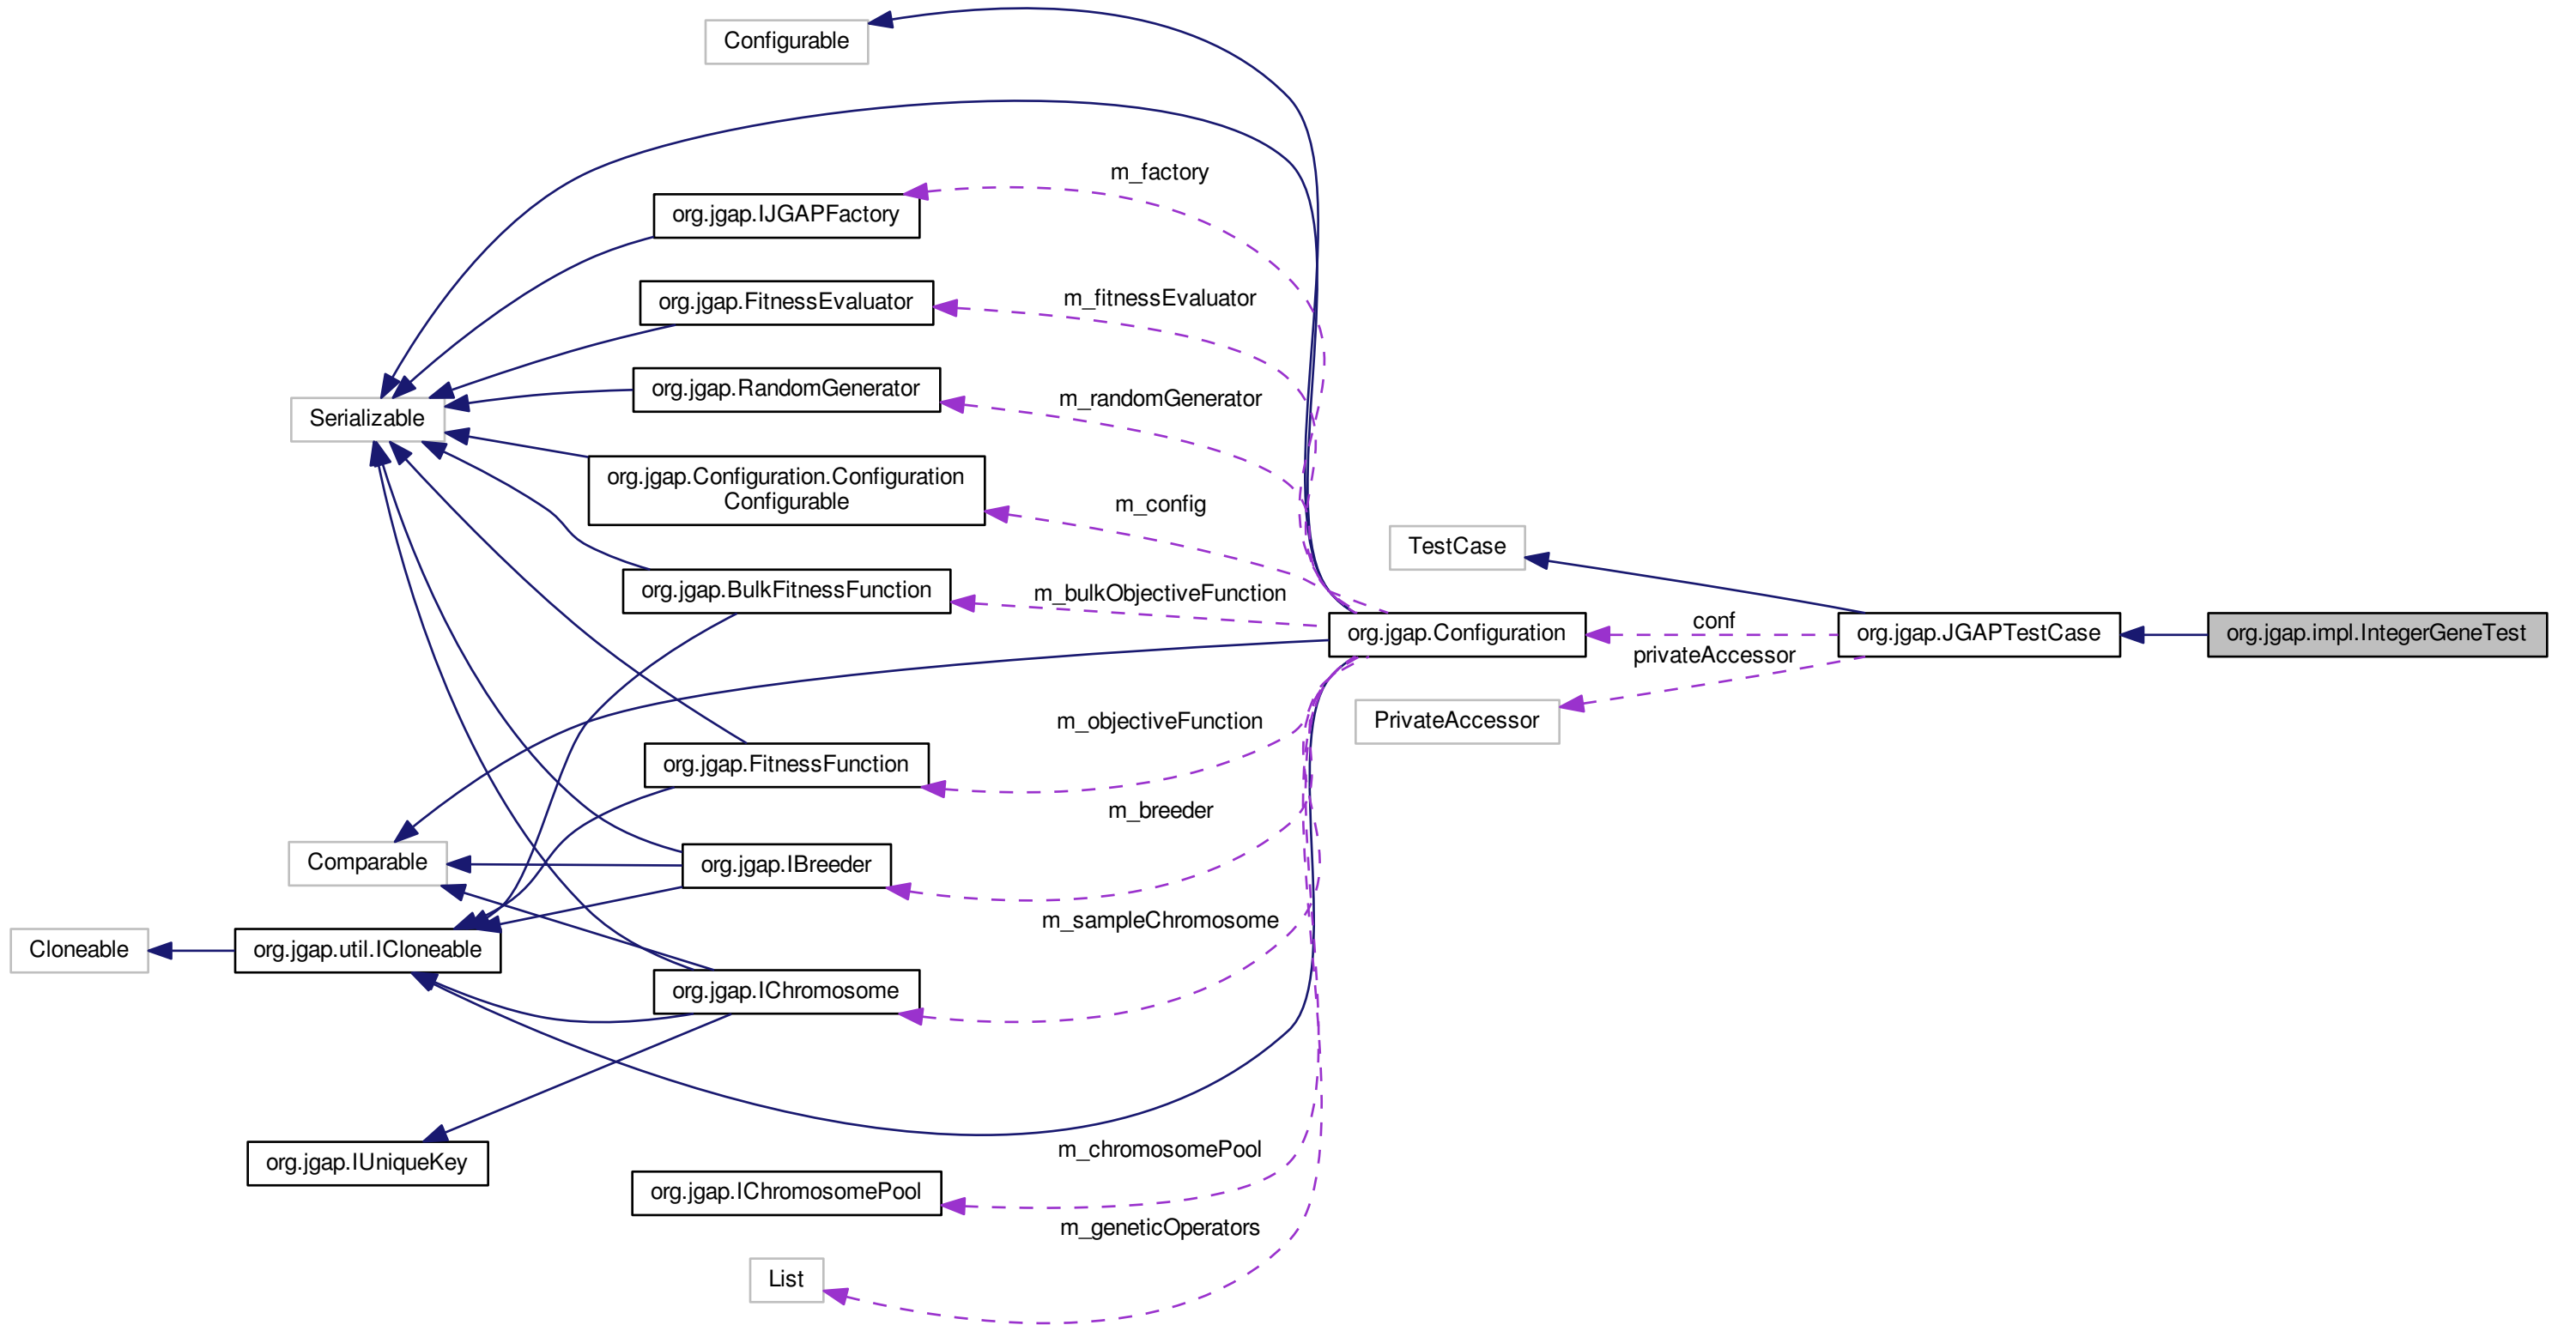 Configurable
m_factory
org.jgap.IJGAPFactory
m_fitnessEvaluator
org.jgap.FitnessEvaluator
m_randomGenerator
org.jgap.RandomGenerator
Serializable
org.jgap.Configuration.Configuration
Configurable
m_config
TestCase
org.jgap.BulkFitnessFunction
m_bulkObjectiveFunction
org.jgap.Configuration
conf
privateAccessor
org.jgap.JGAPTestCase
org.jgap.impl.IntegerGeneTest
PrivateAccessor
m_objectiveFunction
org.jgap.FitnessFunction
m_breeder
Comparable
org.jgap.IBreeder
m_sampleChromosome
Cloneable
org.jgap.util.ICloneable
org.jgap.IChromosome
m_chromosomePool
org.jgap.IUniqueKey
org.jgap.IChromosomePool
m_geneticOperators
List